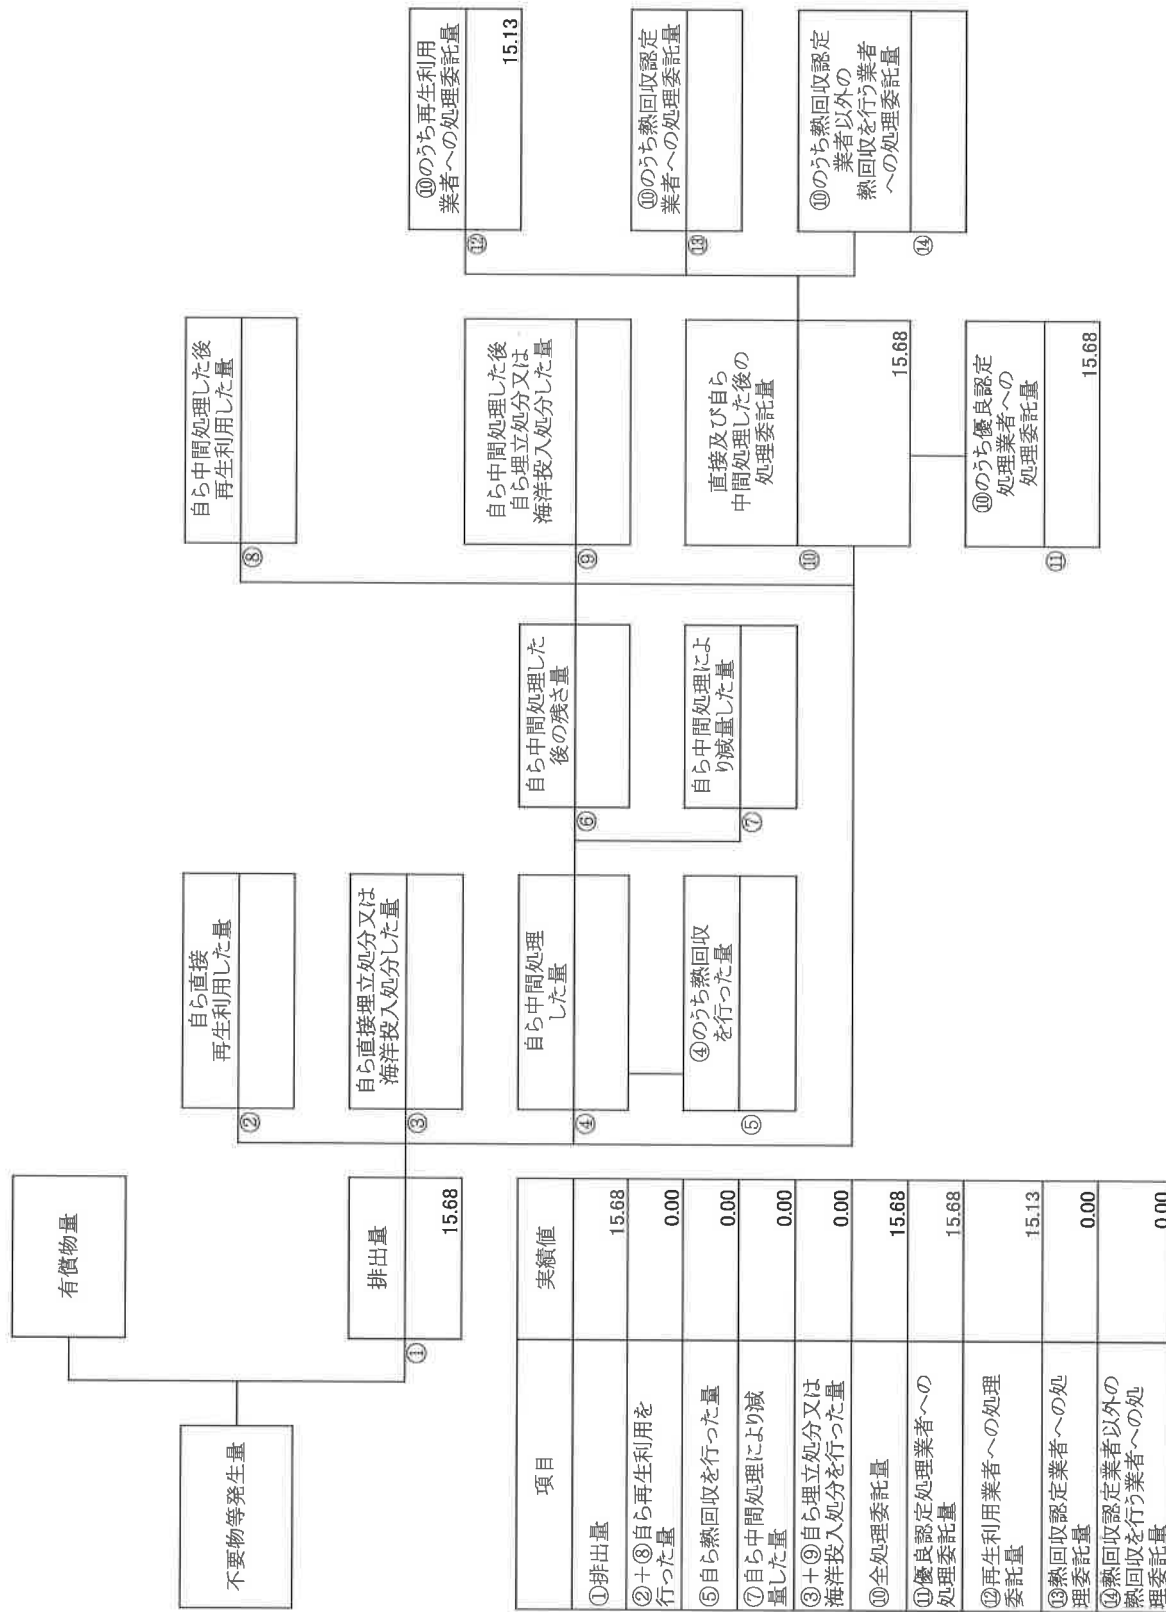 有償物量
不要物等発生量
①
排出量
15.68
②
自ら直接
再生利用した量
③
自ら直接埋立処分又は
海洋投入処分した量
④
自ら中間処理
した量
⑤
④のうち熱回収
を行った量
⑥
自ら中間処理した
後の残さ量
⑦
自ら中間処理によ
り減量した量
⑧
自ら中間処理した後
再生利用した量
⑨
自ら中間処理した後
自ら埋立処分又は
海洋投入処分した量
⑩
直接及び自ら
中間処理した後の
処理委託量
15.68
⑪
⑩のうち優良認定
処理業者への
処理委託量
15.68
⑫
⑩のうち再生利用
業者への処理委託量
15.13
⑬
⑩のうち熱回収認定
業者への処理委託量
⑭
⑩のうち熱回収認定
業者以外の
熱回収を行う業者
への処理委託量
項目 実績値
①排出量 15.68
②+⑧自ら再生利用を
行った量 0.00
⑤自ら熱回収を行った量 0.00
⑦自ら中間処理により減
量した量 0.00
③+⑨自ら埋立処分又は
海洋投入処分を行った量 0.00
⑩全処理委託量 15.68
⑪優良認定処理業者への
処理委託量 15.68
⑫再生利用業者への処理
委託量 15.13
⑬熱回収認定業者への処
理委託量 0.00
⑭熱回収認定業者以外の
熱回収を行う業者への処
理委託量 0.00